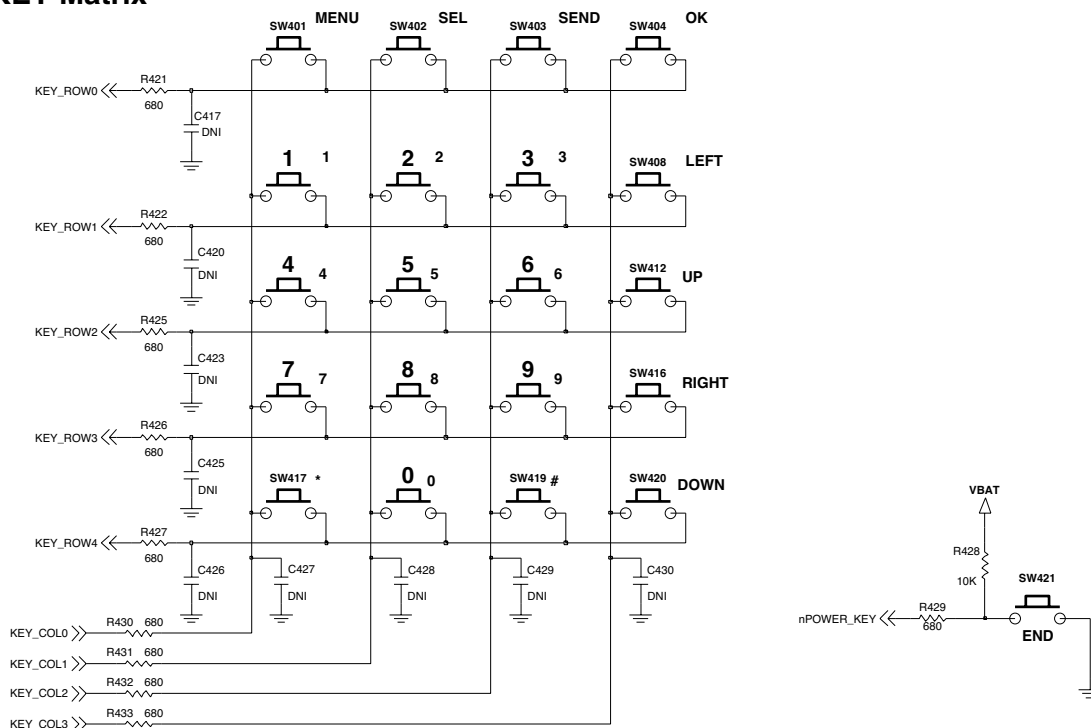 KEY Matrix
MENU SEL SEND OK
SW401 SW402 SW403 SW404
R421
KEY_ROW0
680
C417
DNI
1 1 2 2 3 3 SW408 LEFT
R422
KEY_ROW1
680
C420
DNI
4 4 5 5 6 6 SW412 UP
R425
KEY_ROW2
680
C423
DNI
7 7 8 8 9 9 SW416 RIGHT
R426
KEY_ROW3
680
C425
DNI
SW417 * 0 0 SW419 # SW420 DOWN
R427
KEY_ROW4
680
C426 C427 C428 C429 C430
DNI DNI DNI DNI DNI
R430 680
KEY_COL0
R431 680
KEY_COL1
R432 680
KEY_COL2
R433 680
KEY_COL3
VBAT
R428
10K
SW421
R429
nPOWER_KEY
680
END